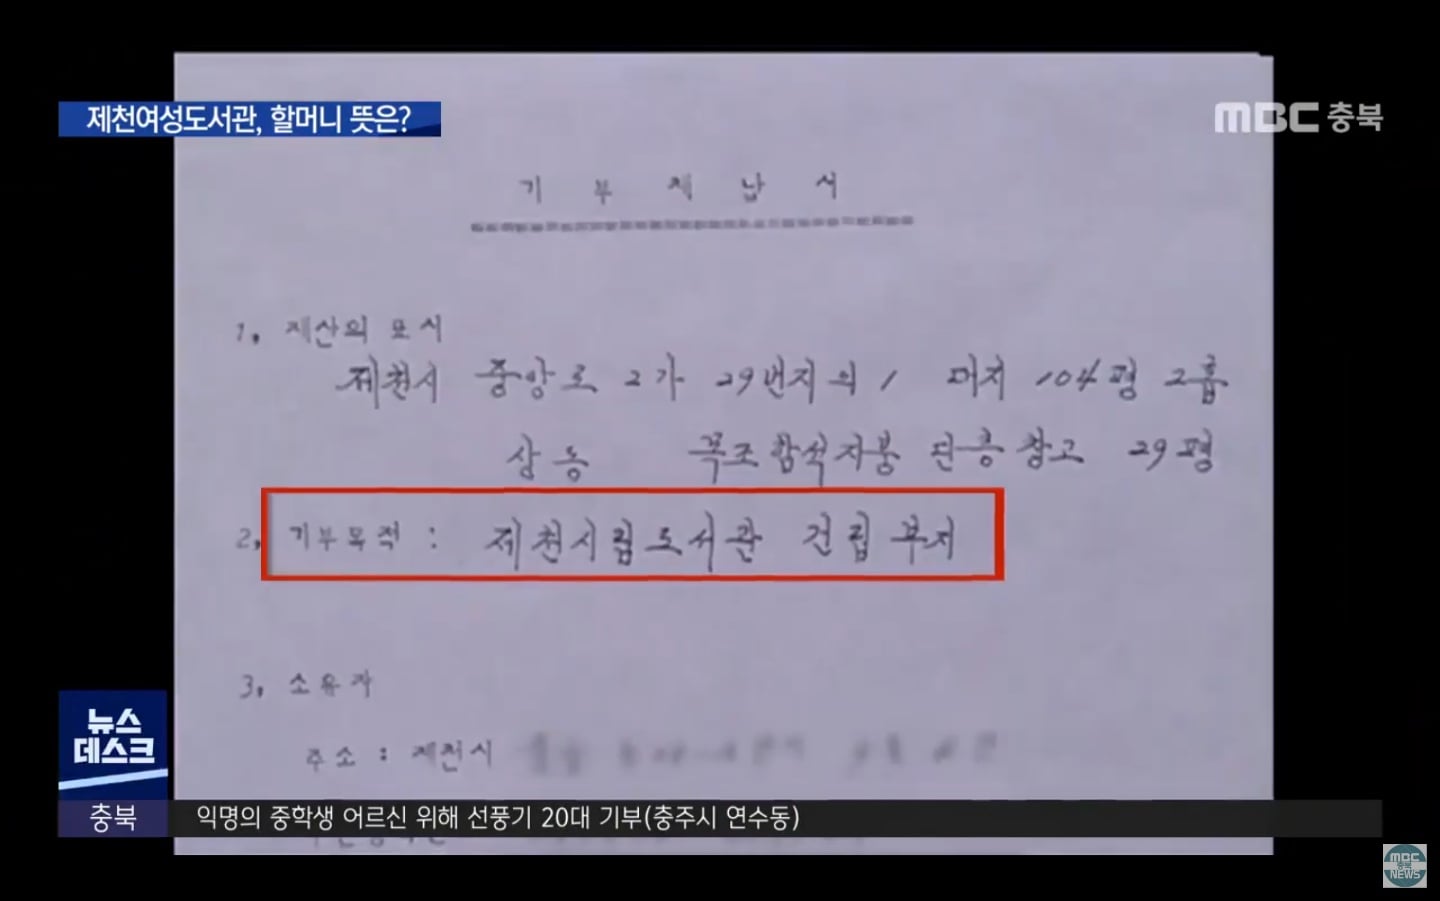 제천여성도서관, 할머니 뜻은?
MBC 충북
기 부 채 납 서
1, 재산의 표시
제천시 중앙로 2가 29번지의 1 대지 104평 2홉
상동 목조함석지붕 단층창고 29평
2, 기부목적 : 제천시립도서관 건립부지
3, 소유자
주소 : 제천시
뉴스
데스크
충북
익명의 중학생 어르신 위해 선풍기 20대 기부(충주시 연수동)
MBC
충북
NEWS